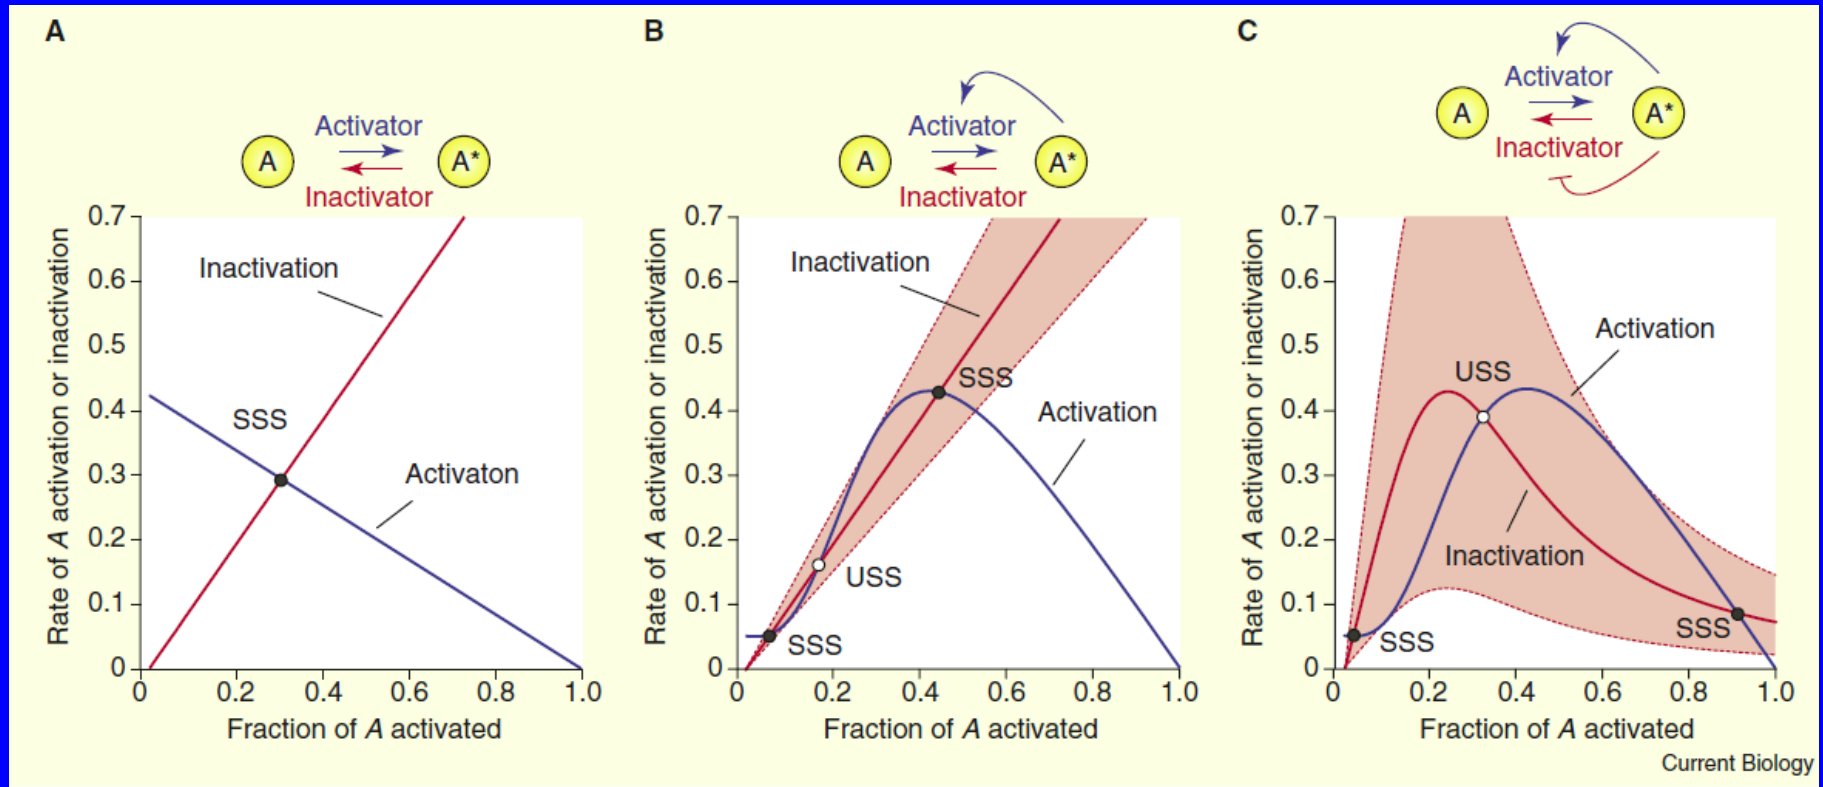 A
Activator
A
A*
Inactivator
Rate of A activation or inactivation
0.7
0.6
0.5
0.4
0.3
0.2
0.1
0
Inactivation
SSS
Activaton
0
0.2
0.4
0.6
0.8
1.0
Fraction of A activated
B
Activator
A
A*
Inactivator
Rate of A activation or inactivation
0.7
0.6
0.5
0.4
0.3
0.2
0.1
0
Inactivation
SSS
Activation
USS
SSS
0
0.2
0.4
0.6
0.8
1.0
Fraction of A activated
C
Activator
A
A*
Inactivator
Rate of A activation or inactivation
0.7
0.6
0.5
0.4
0.3
0.2
0.1
0
Activation
USS
Inactivation
SSS
SSS
0
0.2
0.4
0.6
0.8
1.0
Fraction of A activated
Current Biology